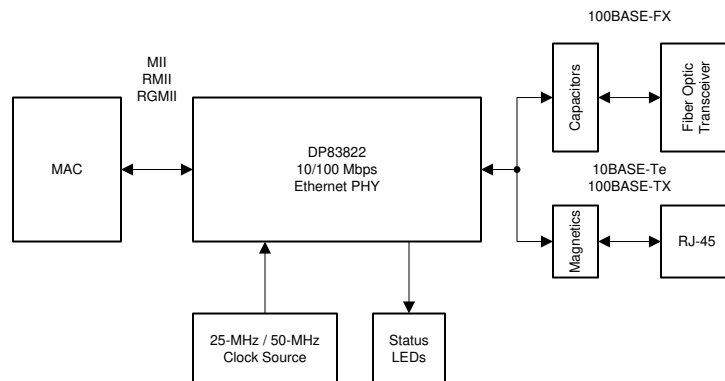 100BASE-FX
MII
RMII
RGMII
Capacitors
Fiber Optic
Transceiver
MAC
DP83822
10/100 Mbps
Ethernet PHY
10BASE-Te
100BASE-TX
Magnetics
RJ-45
25-MHz / 50-MHz
Clock Source
Status
LEDs